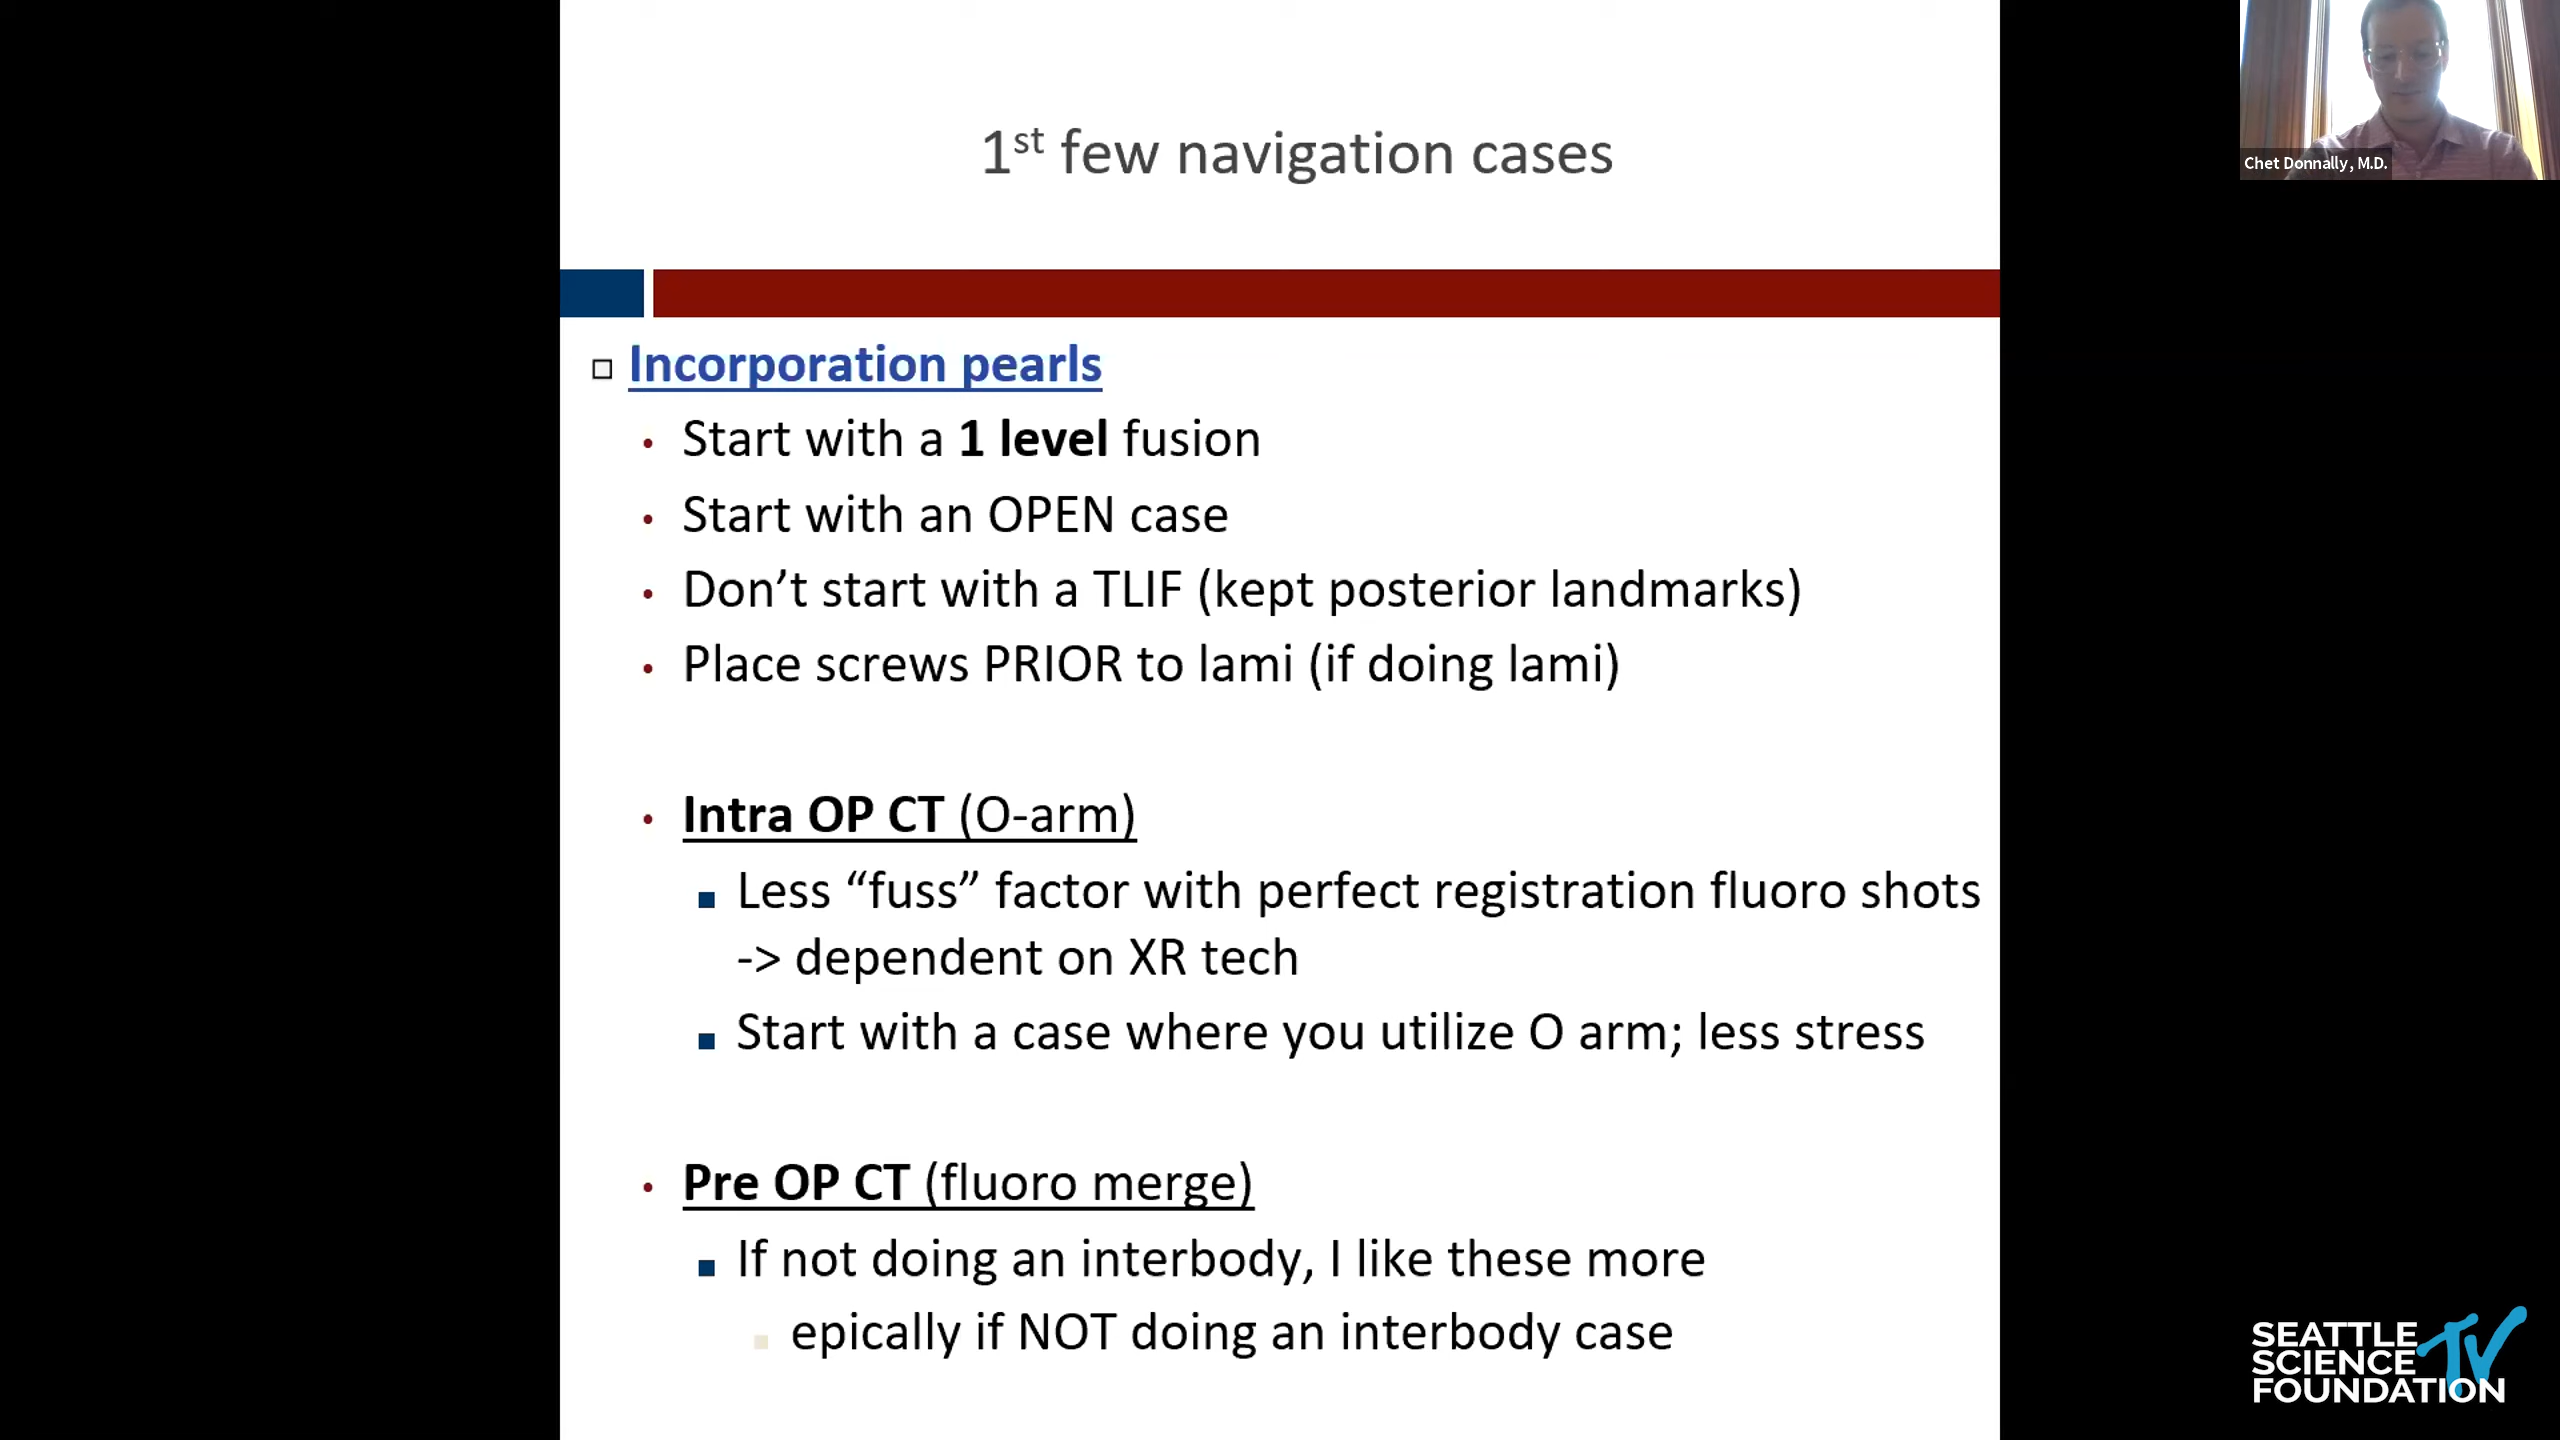 Chet Donnally, M.D.
1st few navigation cases
Incorporation pearls
Start with a 1 level fusion
Start with an OPEN case
Don’t start with a TLIF (kept posterior landmarks)
Place screws PRIOR to lami (if doing lami)
Intra OP CT (O-arm)
Less “fuss” factor with perfect registration fluoro shots
-> dependent on XR tech
Start with a case where you utilize O arm; less stress
Pre OP CT (fluoro merge)
If not doing an interbody, I like these more
epically if NOT doing an interbody case
SEATTLE
SCIENCE
FOUNDATION
TV